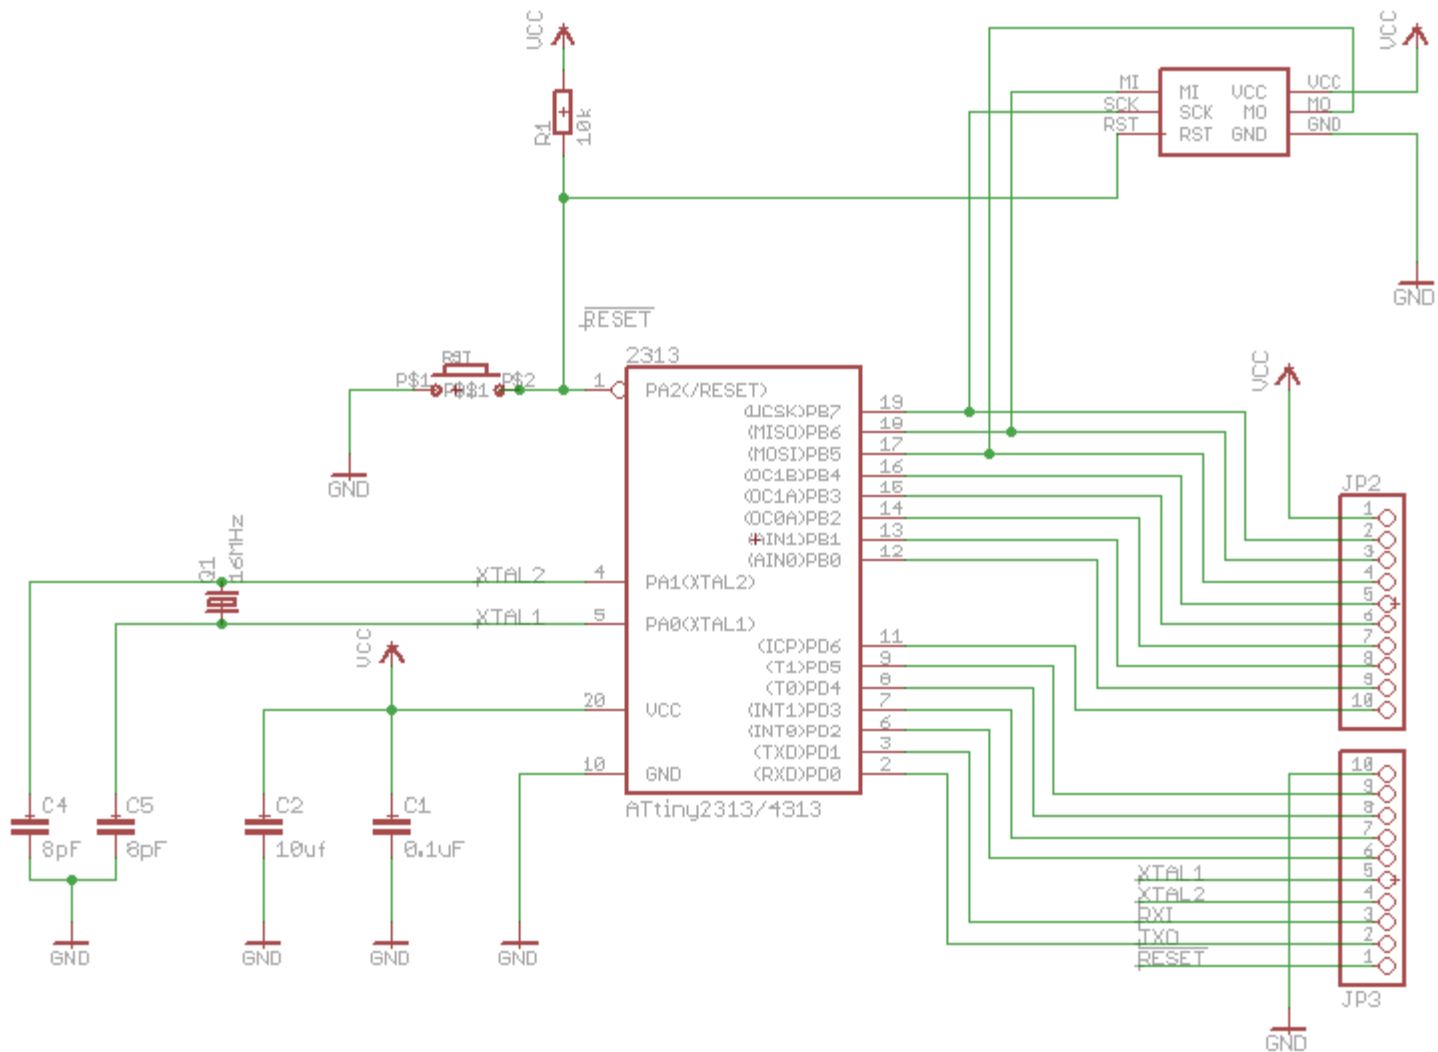 VCC
R1
10k
VCC
MI
SCK
RST
MI VCC
SCK MO
RST GND
VCC
MO
GND
GND
RESET
2313
RST
P$1
P$2
1
PA2(/RESET)
GND
(UCSK)PB7 19
(MISO)PB6 18
(MOSI)PB5 17
(OC1B)PB4 16
(OC1A)PB3 15
(OC0A)PB2 14
(AIN1)PB1 13
(AIN0)PB0 12
VCC
JP2
1
2
3
4
5
6
7
8
9
10
Q1
16MHz
XTAL2 4 PA1(XTAL2)
XTAL1 5 PA0(XTAL1)
(ICP)PD6 11
(T1)PD5 9
(T0)PD4 8
(INT1)PD3 7
(INT0)PD2 6
(TXD)PD1 3
(RXD)PD0 2
VCC
20 VCC
10 GND
ATtiny2313/4313
C4
8pF
C5
8pF
C2
10uf
C1
0.1uF
GND
GND
GND
GND
10
9
8
7
6
XTAL1 5
XTAL2 4
RXI 3
TXO 2
RESET 1
JP3
GND